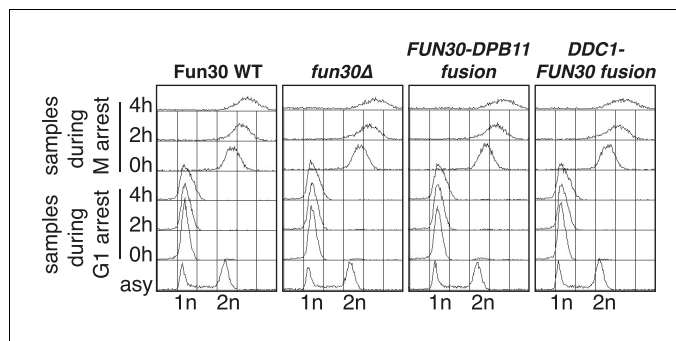 Fun30 WT
fun30Δ
FUN30-DPB11
fusion
DDC1-
FUN30 fusion
samples
during
M arrest
4h
2h
0h
samples
during
G1 arrest
4h
2h
0h
asy
1n 2n 1n 2n 1n 2n 1n 2n